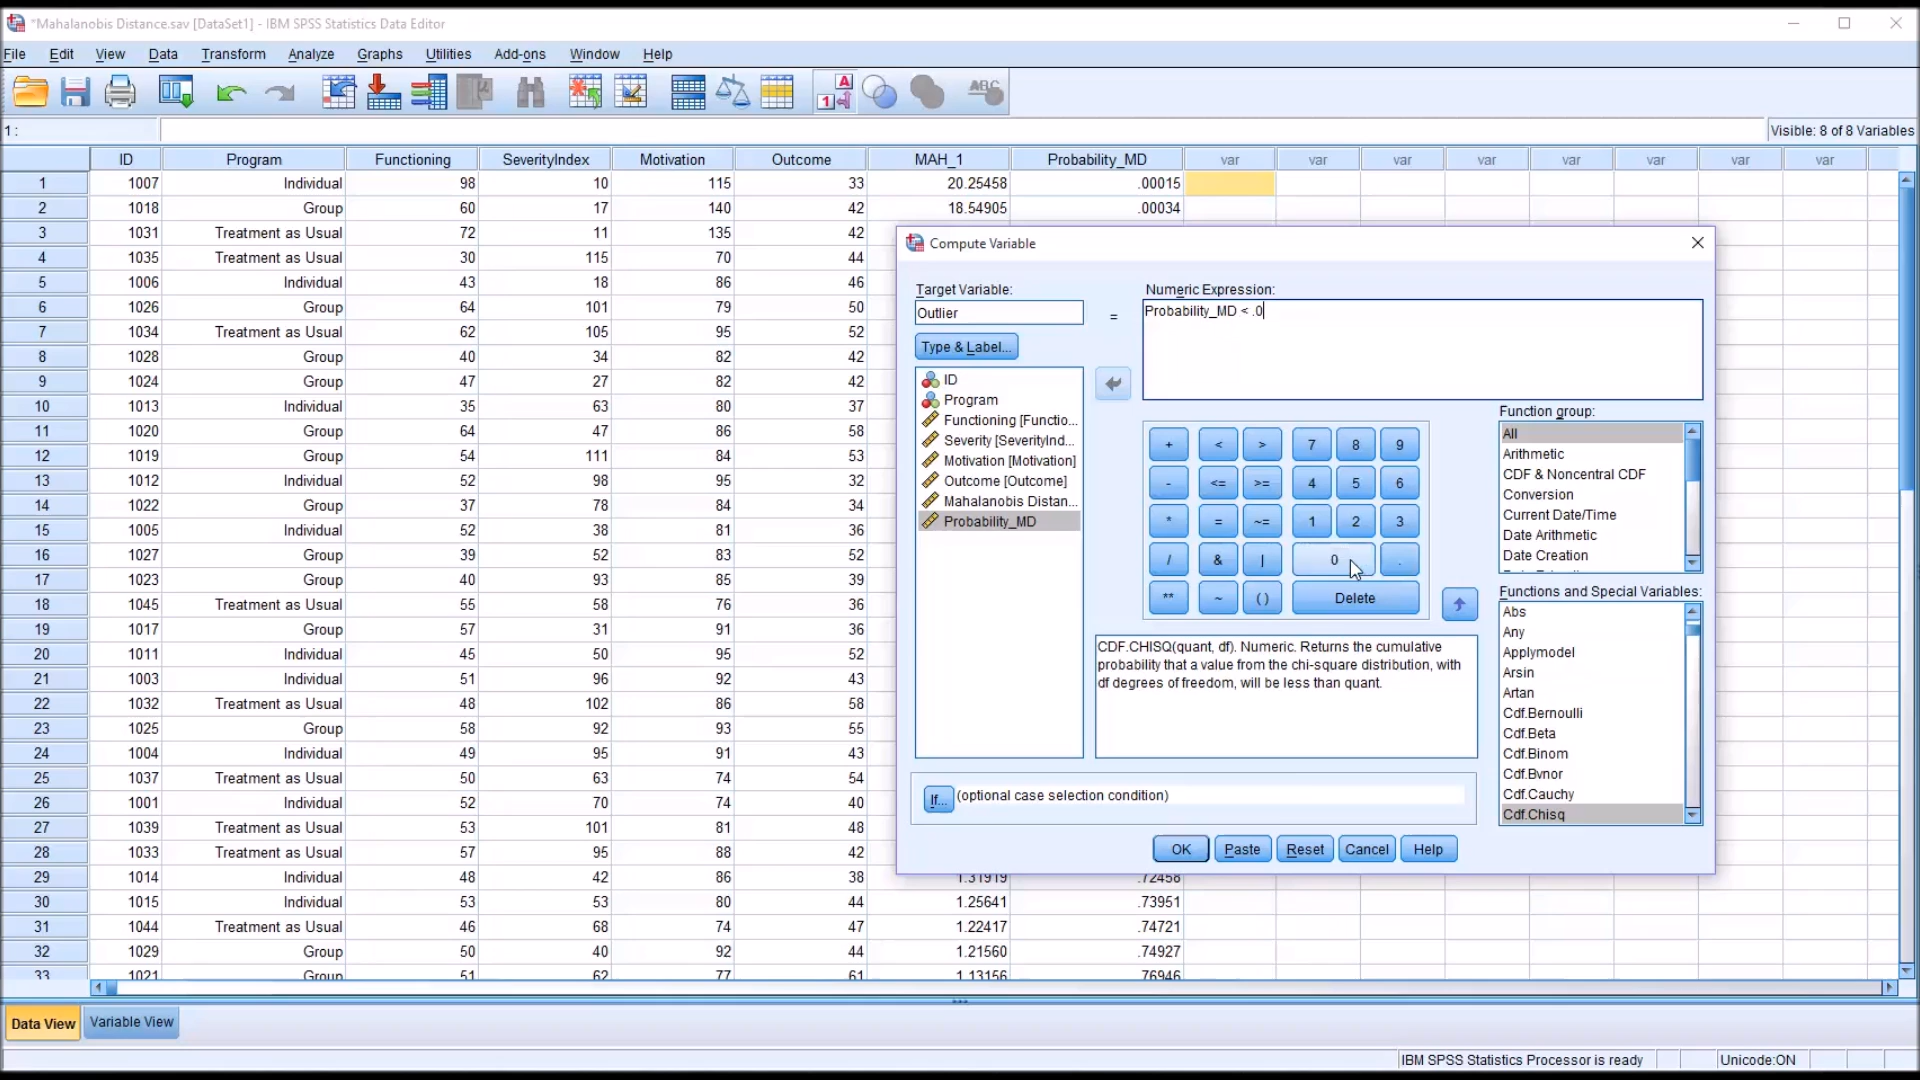 *Mahalanobis Distance.sav [DataSet1] - IBM SPSS Statistics Data Editor
File Edit View Data Transform Analyze Graphs Utilities Add-ons Window Help
1 :
Visible: 8 of 8 Variables
ID Program Functioning SeverityIndex Motivation Outcome MAH_1 Probability_MD var var var var var var var var
1 1007 Individual 98 10 115 33 20.25458 .00015
2 1018 Group 60 17 140 42 18.54905 .00034
3 1031 Treatment as Usual 72 11 135 42
4 1035 Treatment as Usual 30 115 70 44
5 1006 Individual 43 18 86 46
6 1026 Group 64 101 79 50
7 1034 Treatment as Usual 62 105 95 52
8 1028 Group 40 34 82 42
9 1024 Group 47 27 82 42
10 1013 Individual 35 63 80 37
11 1020 Group 64 47 86 58
12 1019 Group 54 111 84 53
13 1012 Individual 52 98 95 32
14 1022 Group 37 78 84 34
15 1005 Individual 52 38 81 36
16 1027 Group 39 52 83 52
17 1023 Group 40 93 85 39
18 1045 Treatment as Usual 55 58 76 36
19 1017 Group 57 31 91 36
20 1011 Individual 45 50 95 52
21 1003 Individual 51 96 92 43
22 1032 Treatment as Usual 48 102 86 58
23 1025 Group 58 92 93 55
24 1004 Individual 49 95 91 43
25 1037 Treatment as Usual 50 63 74 54
26 1001 Individual 52 70 74 40
27 1039 Treatment as Usual 53 101 81 48
28 1033 Treatment as Usual 57 95 88 42
29 1014 Individual 48 42 86 38 1.31919 .72458
30 1015 Individual 53 53 80 44 1.25641 .73951
31 1044 Treatment as Usual 46 68 74 47 1.22417 .74721
32 1029 Group 50 40 92 44 1.21560 .74927
33 1021 Group 51 62 77 61 1.13156 .76946
Compute Variable
Target Variable:
Outlier
=
Numeric Expression:
Probability_MD < .0
Type & Label...
ID
Program
Functioning [Functio...
Severity [SeverityInd...
Motivation [Motivation]
Outcome [Outcome]
Mahalanobis Distan...
Probability_MD
+ < > 7 8 9
- <= >= 4 5 6
* = ~= 1 2 3
/ & | 0 .
** ~ ( ) Delete
Function group:
All
Arithmetic
CDF & Noncentral CDF
Conversion
Current Date/Time
Date Arithmetic
Date Creation
Functions and Special Variables:
Abs
Any
Applymodel
Arsin
Artan
Cdf.Bernoulli
Cdf.Beta
Cdf.Binom
Cdf.Bvnor
Cdf.Cauchy
Cdf.Chisq
CDF.CHISQ(quant, df). Numeric. Returns the cumulative
probability that a value from the chi-square distribution, with
df degrees of freedom, will be less than quant.
If... (optional case selection condition)
OK Paste Reset Cancel Help
Data View Variable View
IBM SPSS Statistics Processor is ready Unicode:ON